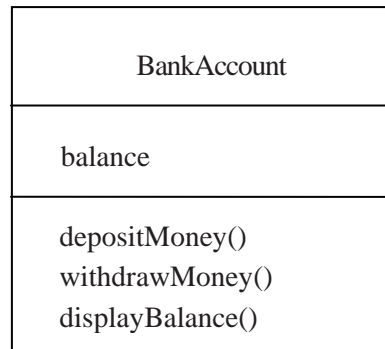 BankAccount
balance
depositMoney()
withdrawMoney()
displayBalance()